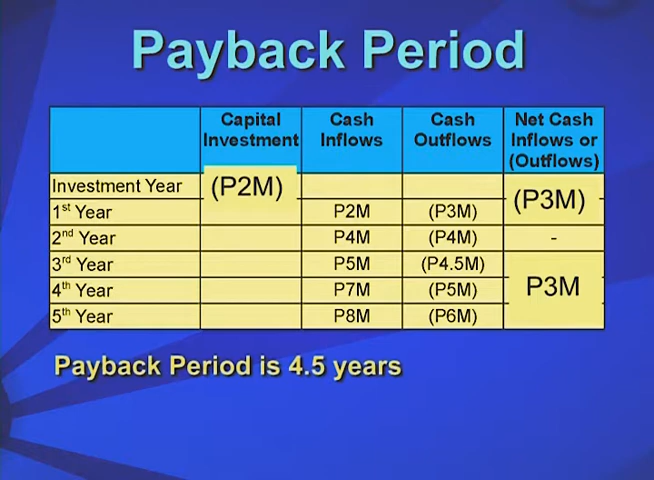 Payback Period
Capital Investment | Cash Inflows | Cash Outflows | Net Cash Inflows or (Outflows)
Investment Year | (P2M)
1st Year | P2M | (P3M) | (P3M)
2nd Year | P4M | (P4M) | -
3rd Year | P5M | (P4.5M)
4th Year | P7M | (P5M) | P3M
5th Year | P8M | (P6M)
Payback Period is 4.5 years